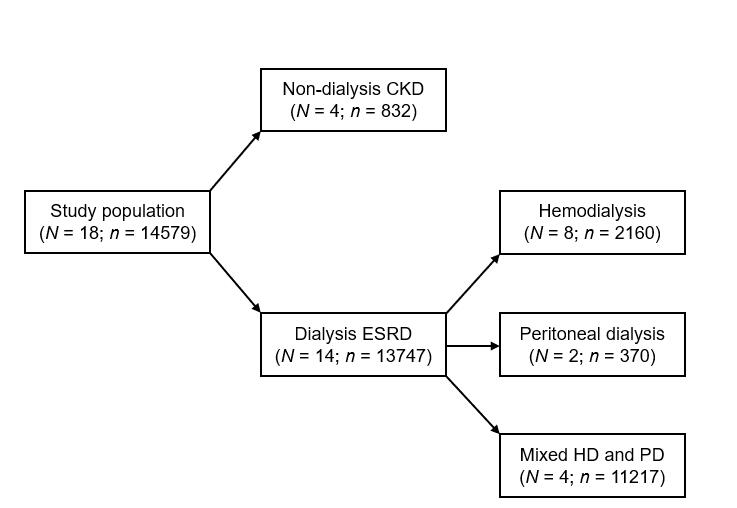 Non-dialysis CKD
(N = 4; n = 832)
Study population
(N = 18; n = 14579)
Hemodialysis
(N = 8; n = 2160)
Dialysis ESRD
(N = 14; n = 13747)
Peritoneal dialysis
(N = 2; n = 370)
Mixed HD and PD
(N = 4; n = 11217)